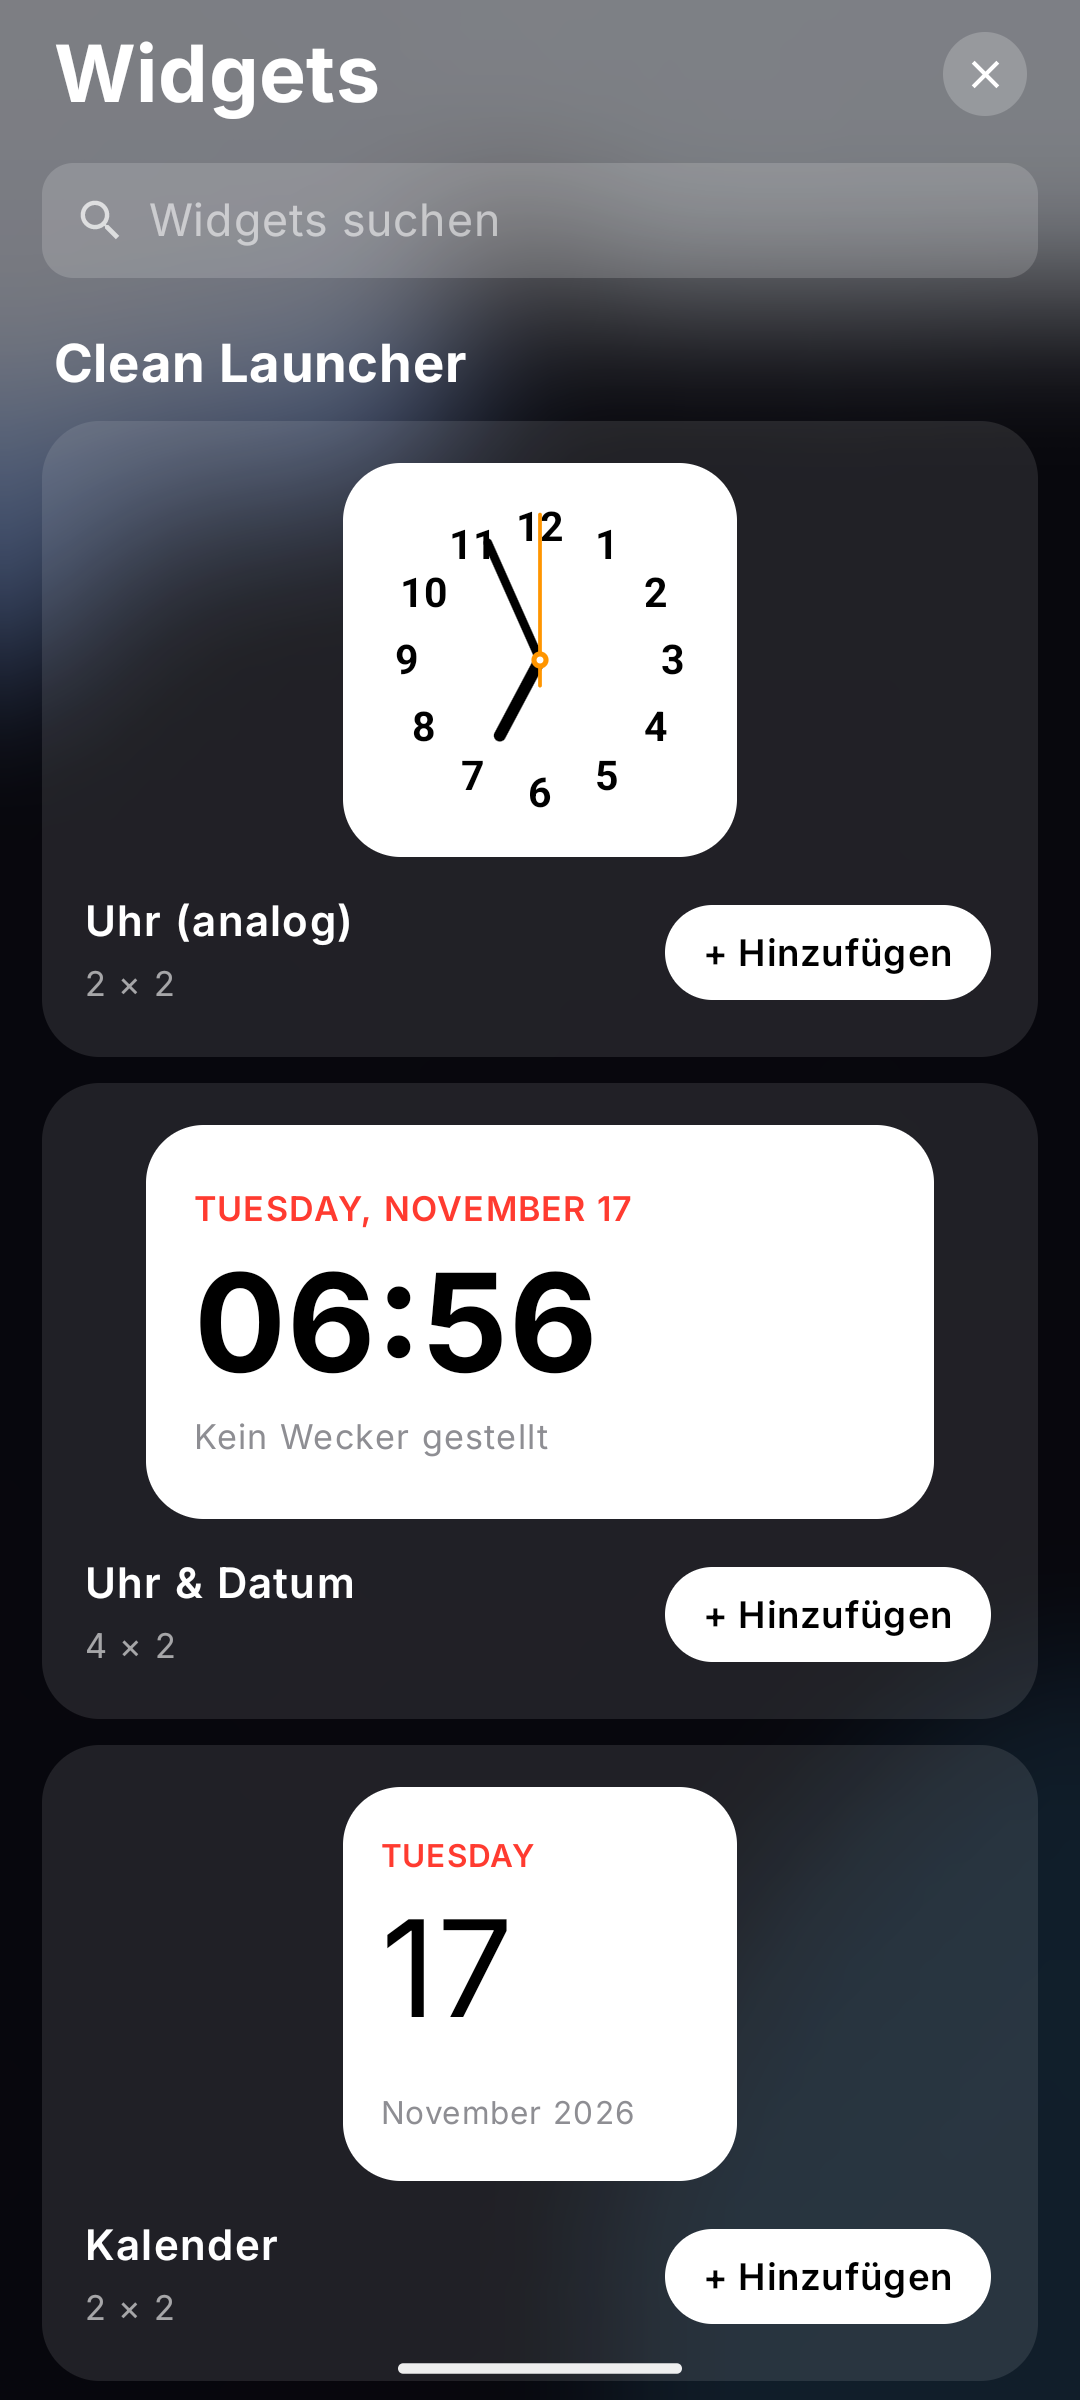 Widgets
Widgets suchen
Clean Launcher
12
11
1
10
2
9
3
8
4
7
5
6
Uhr (analog)
2 × 2
+ Hinzufügen
TUESDAY, NOVEMBER 17
06:56
Kein Wecker gestellt
Uhr & Datum
4 × 2
+ Hinzufügen
TUESDAY
17
November 2026
Kalender
2 × 2
+ Hinzufügen